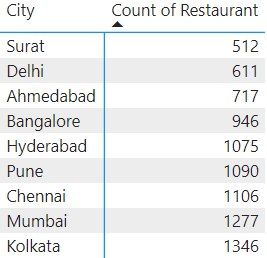 City Count of Restaurant
Surat 512
Delhi 611
Ahmedabad 717
Bangalore 946
Hyderabad 1075
Pune 1090
Chennai 1106
Mumbai 1277
Kolkata 1346